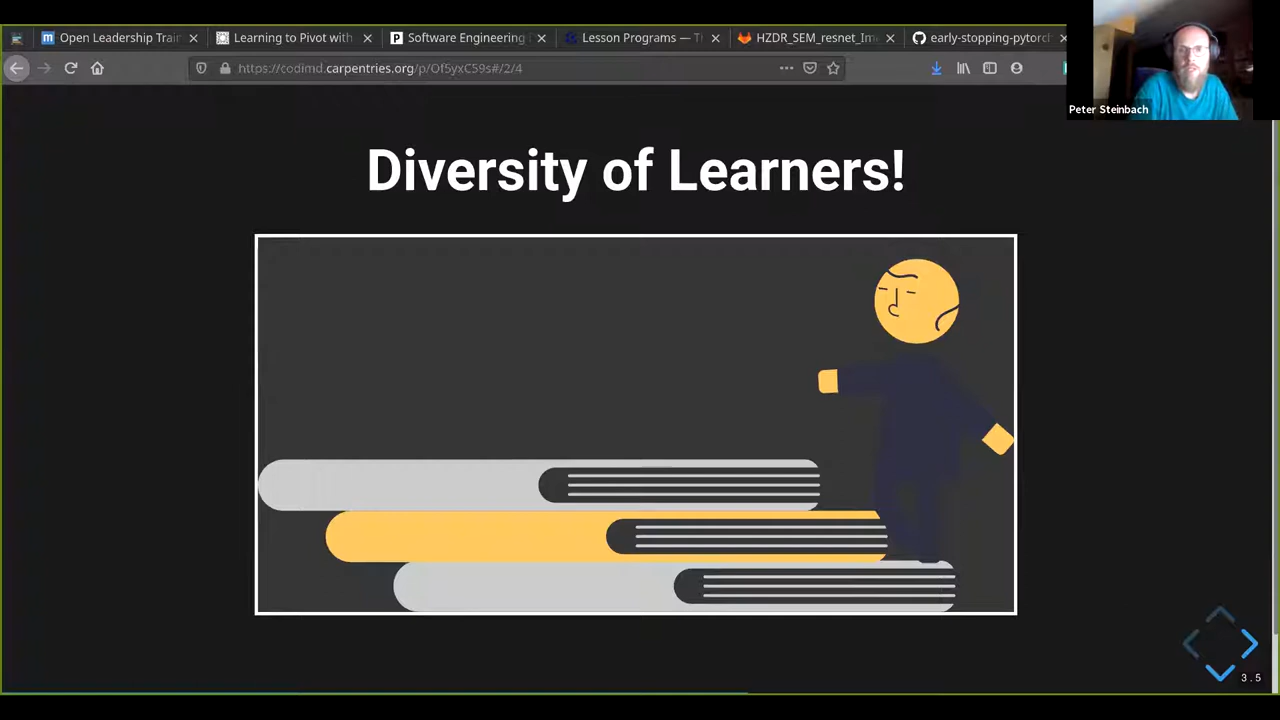 Open Leadership Trai
Learning to Pivot with
Software Engineering
Lesson Programs — T
HZDR_SEM_resnet_Im
early-stopping-pytorch
https://codimd.carpentries.org/p/Of5yxC59s#/2/4
Peter Steinbach
Diversity of Learners!
3.5